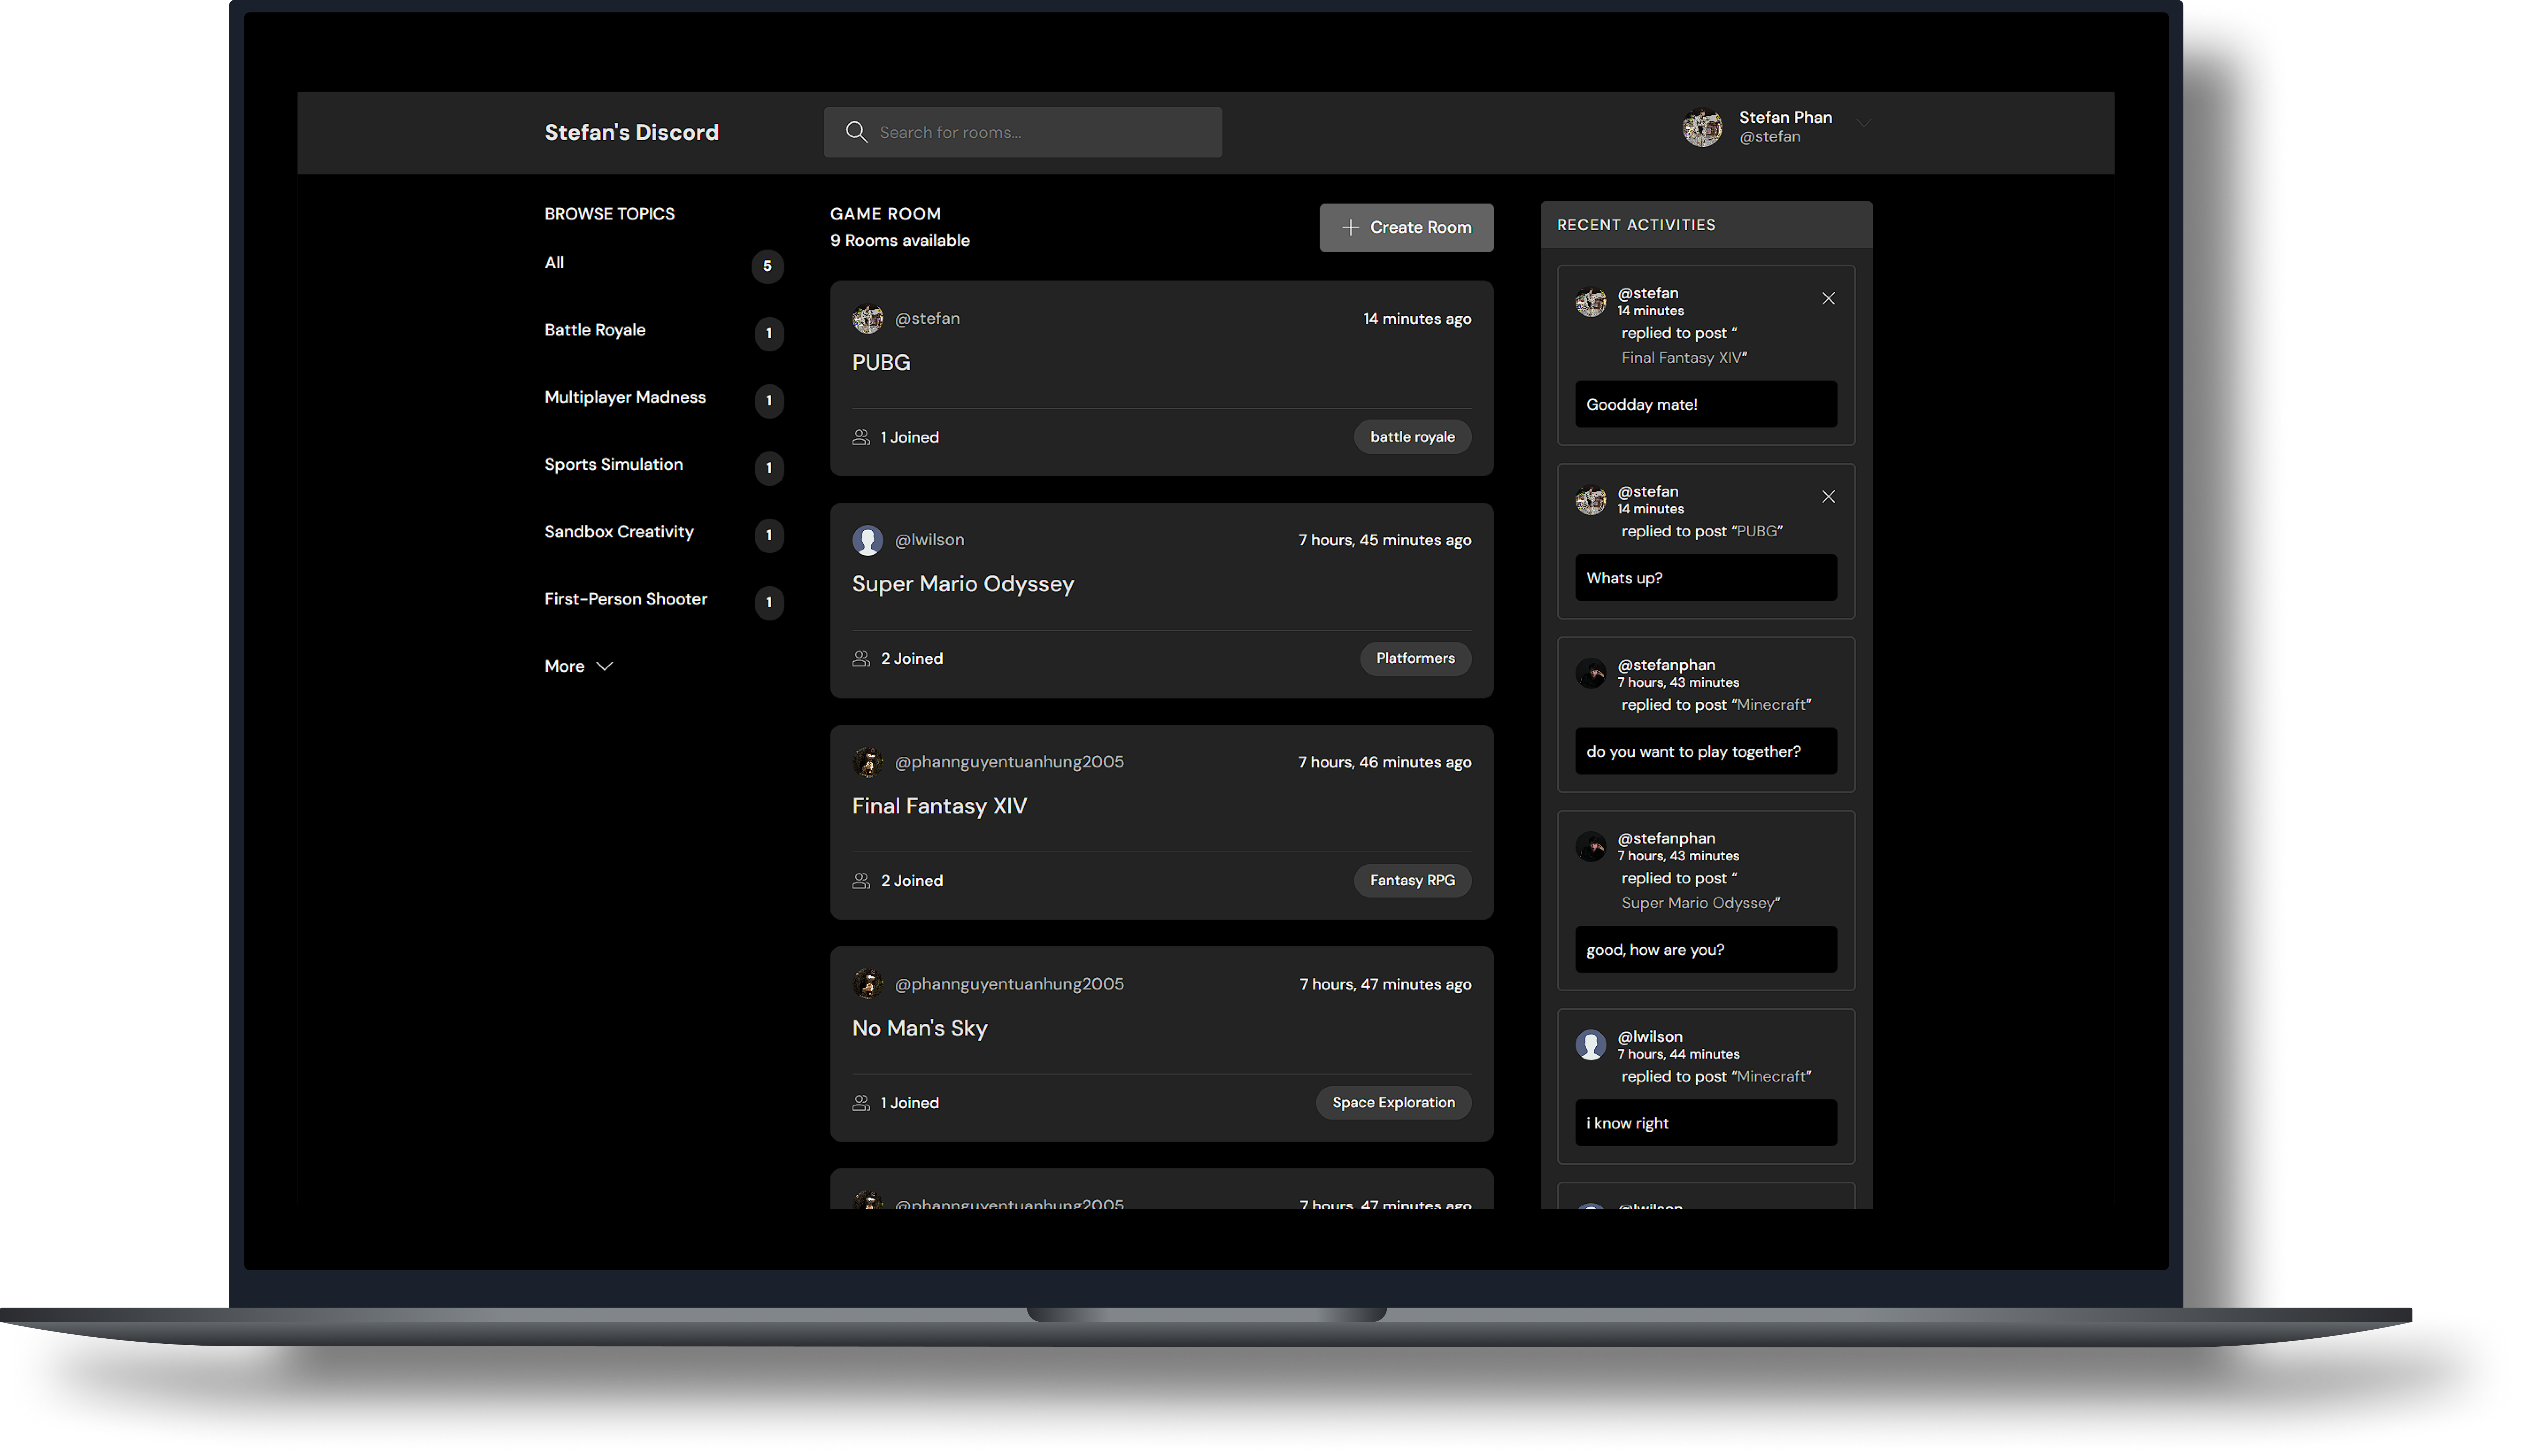 Stefan's Discord
Search for rooms...
Stefan Phan
@stefan
BROWSE TOPICS
All 5
Battle Royale 1
Multiplayer Madness 1
Sports Simulation 1
Sandbox Creativity 1
First-Person Shooter 1
More
GAME ROOM
9 Rooms available
Create Room
@stefan 14 minutes ago
PUBG
1 Joined battle royale
@lwilson 7 hours, 45 minutes ago
Super Mario Odyssey
2 Joined Platformers
@phannguyentuanhung2005 7 hours, 46 minutes ago
Final Fantasy XIV
2 Joined Fantasy RPG
@phannguyentuanhung2005 7 hours, 47 minutes ago
No Man's Sky
1 Joined Space Exploration
@phannguyentuanhung2005 7 hours, 47 minutes ago
RECENT ACTIVITIES
@stefan
14 minutes
replied to post “
Final Fantasy XIV”
Goodday mate!
@stefan
14 minutes
replied to post “PUBG”
Whats up?
@stefanphan
7 hours, 43 minutes
replied to post “Minecraft”
do you want to play together?
@stefanphan
7 hours, 43 minutes
replied to post “
Super Mario Odyssey”
good, how are you?
@lwilson
7 hours, 44 minutes
replied to post “Minecraft”
i know right
@lwilson